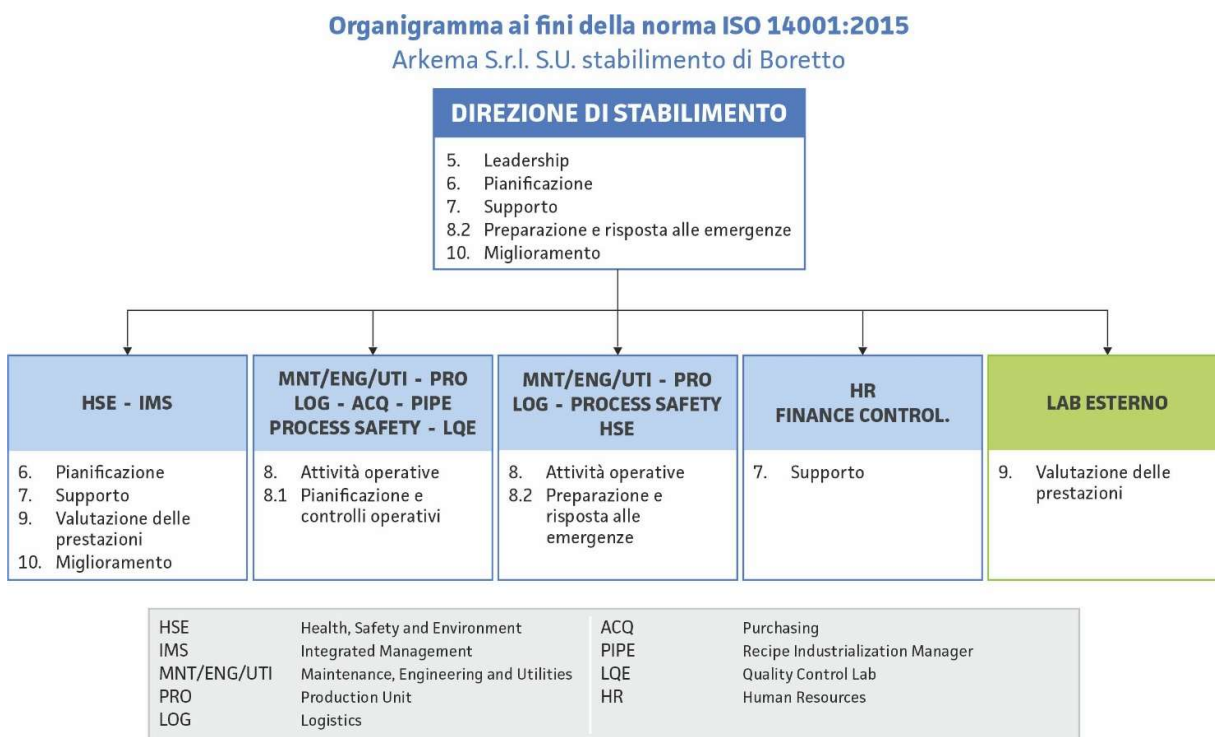 Organigramma ai fini della norma ISO 14001:2015
Arkema S.r.l. S.U. stabilimento di Boretto
DIREZIONE DI STABILIMENTO
5. Leadership
6. Pianificazione
7. Supporto
8.2 Preparazione e risposta alle emergenze
10. Miglioramento
HSE - IMS
6. Pianificazione
7. Supporto
9. Valutazione delle
prestazioni
10. Miglioramento
MNT/ENG/UTI - PRO
LOG - ACQ - PIPE
PROCESS SAFETY - LQE
8. Attività operative
8.1 Pianificazione e
controlli operativi
MNT/ENG/UTI - PRO
LOG - PROCESS SAFETY
HSE
8. Attività operative
8.2 Preparazione e
risposta alle
emergenze
HR
FINANCE CONTROL.
7. Supporto
LAB ESTERNO
9. Valutazione delle
prestazioni
HSE Health, Safety and Environment
IMS Integrated Management
MNT/ENG/UTI Maintenance, Engineering and Utilities
PRO Production Unit
LOG Logistics
ACQ Purchasing
PIPE Recipe Industrialization Manager
LQE Quality Control Lab
HR Human Resources